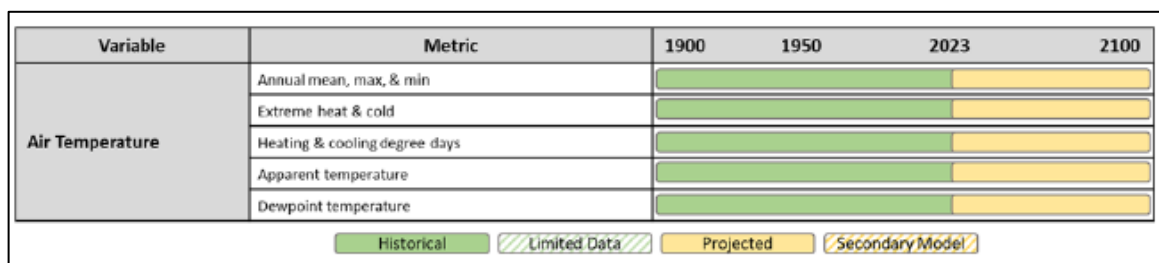 Variable Metric 1900 1950 2023 2100
Annual mean, max, & min
Extreme heat & cold
Air Temperature Heating & cooling degree days
Apparent temperature
Dewpoint temperature
Historical Limited Data Projected Secondary Model